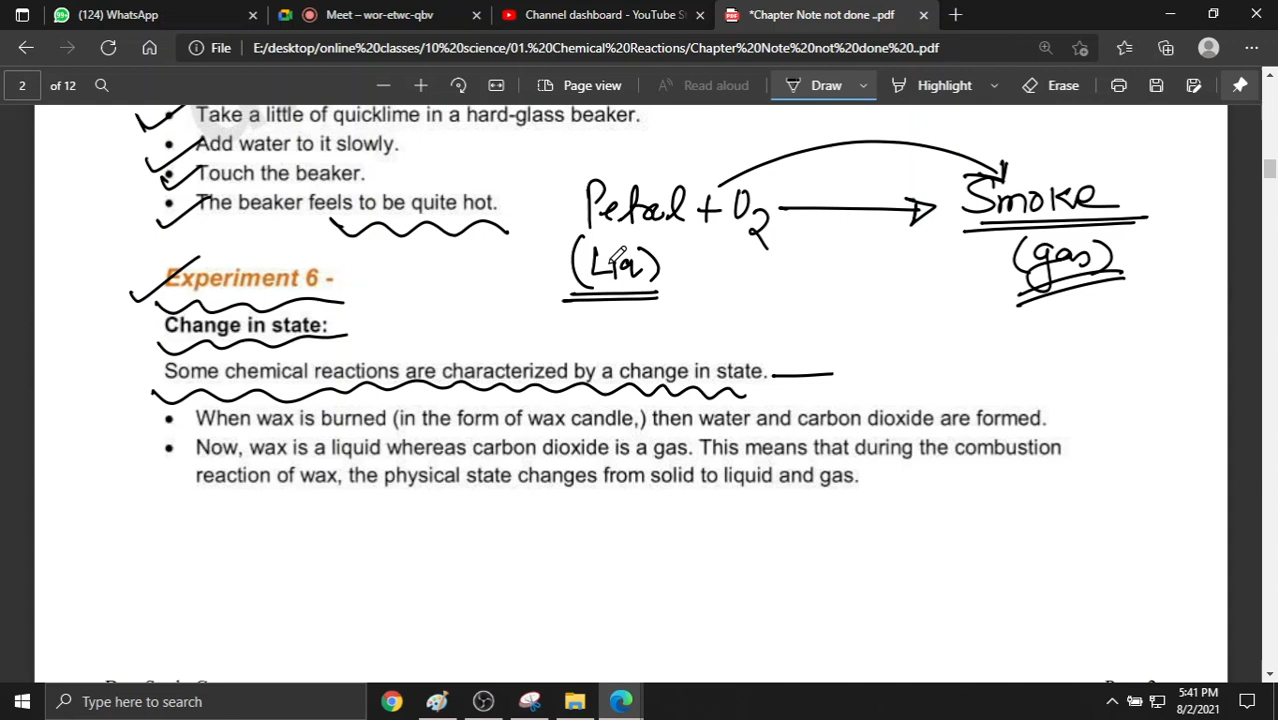 (124) WhatsApp
Meet – wor-etwc-qbv
Channel dashboard - YouTube St
*Chapter Note not done ..pdf
File
E:/desktop/online%20classes/10%20science/01.%20Chemical%20Reactions/Chapter%20Note%20not%20done%20..pdf
2 of 12
Page view
Read aloud
Draw
Highlight
Erase
Take a little of quicklime in a hard-glass beaker.
Add water to it slowly.
Touch the beaker.
The beaker feels to be quite hot.
Petral + O2 Smoke
(Liq) (gas)
Experiment 6 -
Change in state:
Some chemical reactions are characterized by a change in state.
When wax is burned (in the form of wax candle,) then water and carbon dioxide are formed.
Now, wax is a liquid whereas carbon dioxide is a gas. This means that during the combustion
reaction of wax, the physical state changes from solid to liquid and gas.
Type here to search
5:41 PM
8/2/2021